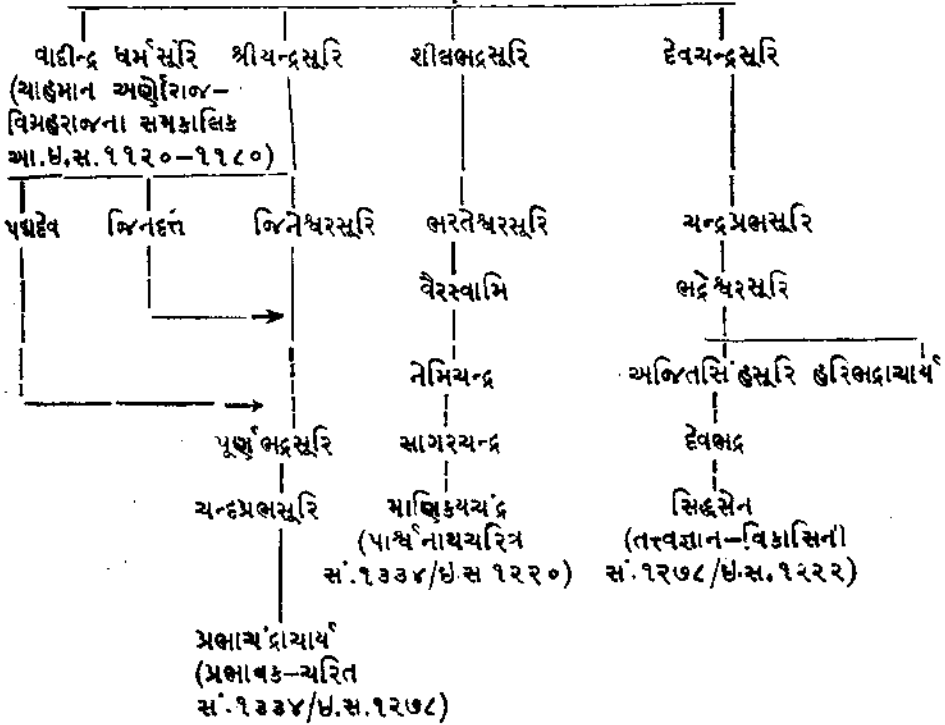 વાદીન્દ્ર ધર્મસૂરિ શ્રીચન્દ્રસૂરિ શીલભદ્રસૂરિ દેવચન્દ્રસૂરિ
(ચાહમાન અર્ણોરાજ-
વિગ્રહરાજના સમકાલિક
આ.ઇ.સ.૧૧૨૦-૧૧૮૦)
પદ્મદેવ જિનદત્ત જિનેશ્વરસૂરિ ભરતેશ્વરસૂરિ ચન્દ્રપ્રભસૂરિ
વૈરસ્વામિ ભદ્રેશ્વરસૂરિ
નેમિચન્દ્ર અજિતસિંહસૂરિ હરિભદ્રાચાર્ય
પૂર્ણભદ્રસૂરિ સાગરચન્દ્ર દેવભદ્ર
ચન્દપ્રભસૂરિ માણિકયચંદ્ર સિદ્ધસેન
(પાર્શ્વનાથચરિત્ર (તત્ત્વજ્ઞાન-વિકાસિની
સં.૧૩૩૪/ઇ.સ ૧૨૨૦) સં.૧૨૭૮/ઇ.સ.૧૨૨૨)
પ્રભાચંદ્રાચાર્ય
(પ્રભાવક-ચરિત
સં.૧૩૩૪/ઇ.સ.૧૨૭૮)